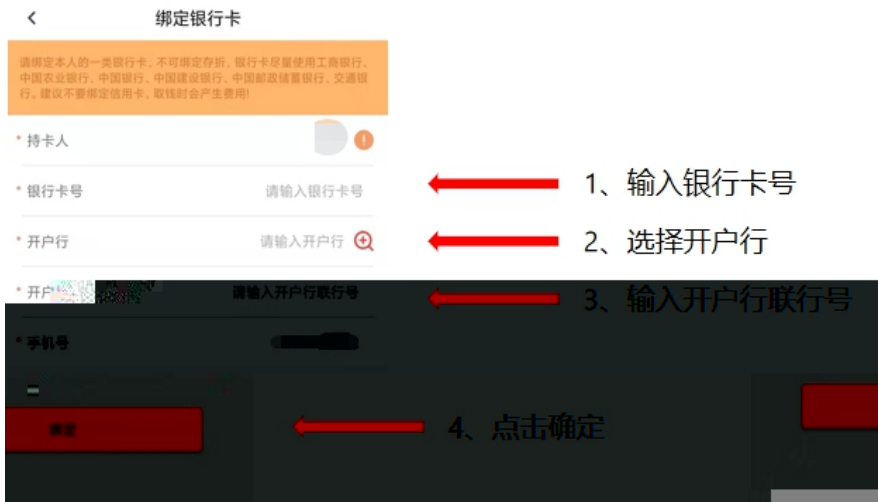 绑定银行卡
请绑定本人的一类银行卡，不可绑定存折，银行卡尽量使用工商银行、
中国农业银行、中国银行、中国建设银行、中国邮政储蓄银行、交通银
行，建议不要绑定信用卡，取钱时会产生费用!
* 持卡人
* 银行卡号 请输入银行卡号
1、输入银行卡号
* 开户行 请输入开户行
2、选择开户行
* 开户 请输入开户行联行号
3、输入开户行联行号
* 手机号
绑定
4、点击确定